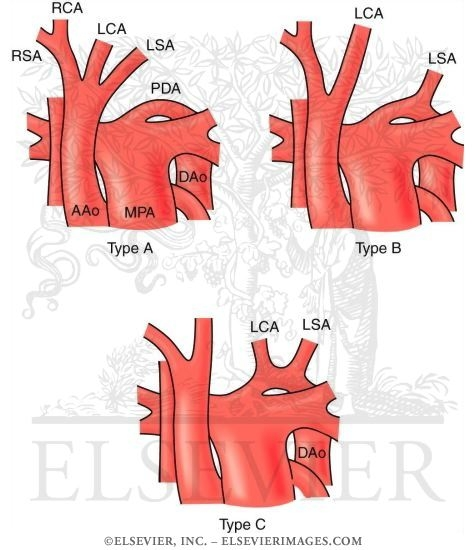 RCA
LCA
RSA
LSA
PDA
DAo
AAo
MPA
Type A
LCA
LSA
Type B
LCA
LSA
DAo
Type C
ELSEVIER
©ELSEVIER, INC. – ELSEVIERIMAGES.COM